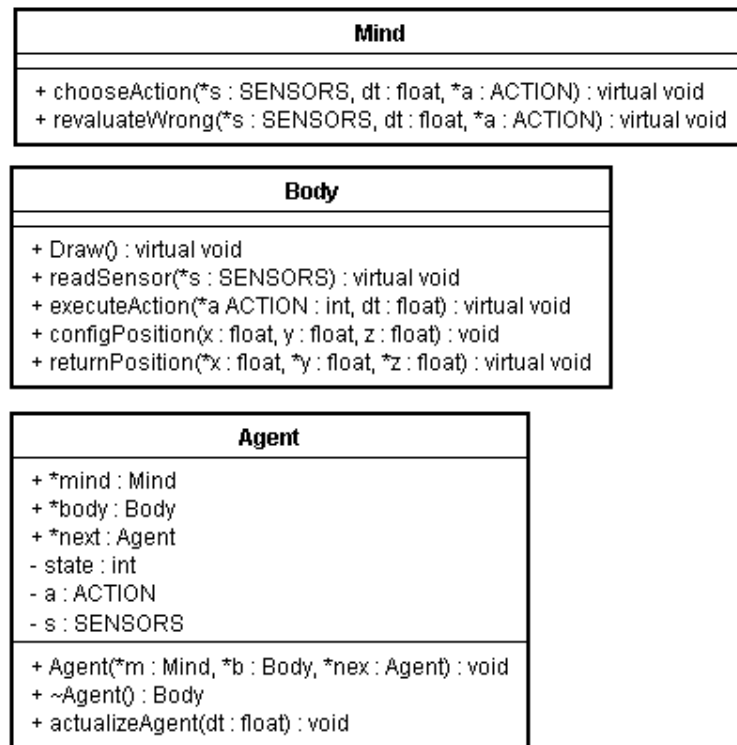 Mind
+ chooseAction(*s : SENSORS, dt : float, *a : ACTION) : virtual void
+ revaluateWrong(*s : SENSORS, dt : float, *a : ACTION) : virtual void
Body
+ Draw() : virtual void
+ readSensor(*s : SENSORS) : virtual void
+ executeAction(*a ACTION : int, dt : float) : virtual void
+ configPosition(x : float, y : float, z : float) : void
+ returnPosition(*x : float, *y : float, *z : float) : virtual void
Agent
+ *mind : Mind
+ *body : Body
+ *next : Agent
- state : int
- a : ACTION
- s : SENSORS
+ Agent(*m : Mind, *b : Body, *nex : Agent) : void
+ ~Agent() : Body
+ actualizeAgent(dt : float) : void